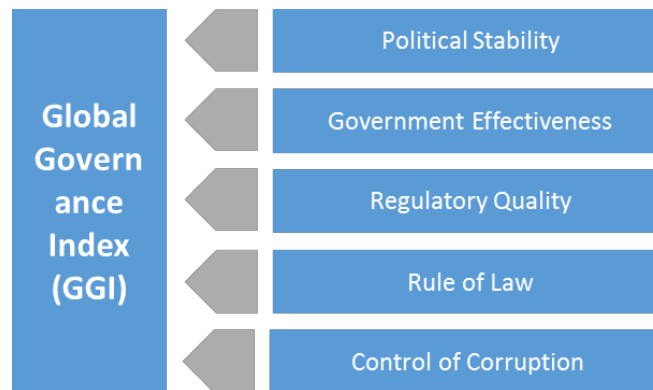 Global
Govern
ance
Index
(GGI)
Political Stability
Government Effectiveness
Regulatory Quality
Rule of Law
Control of Corruption